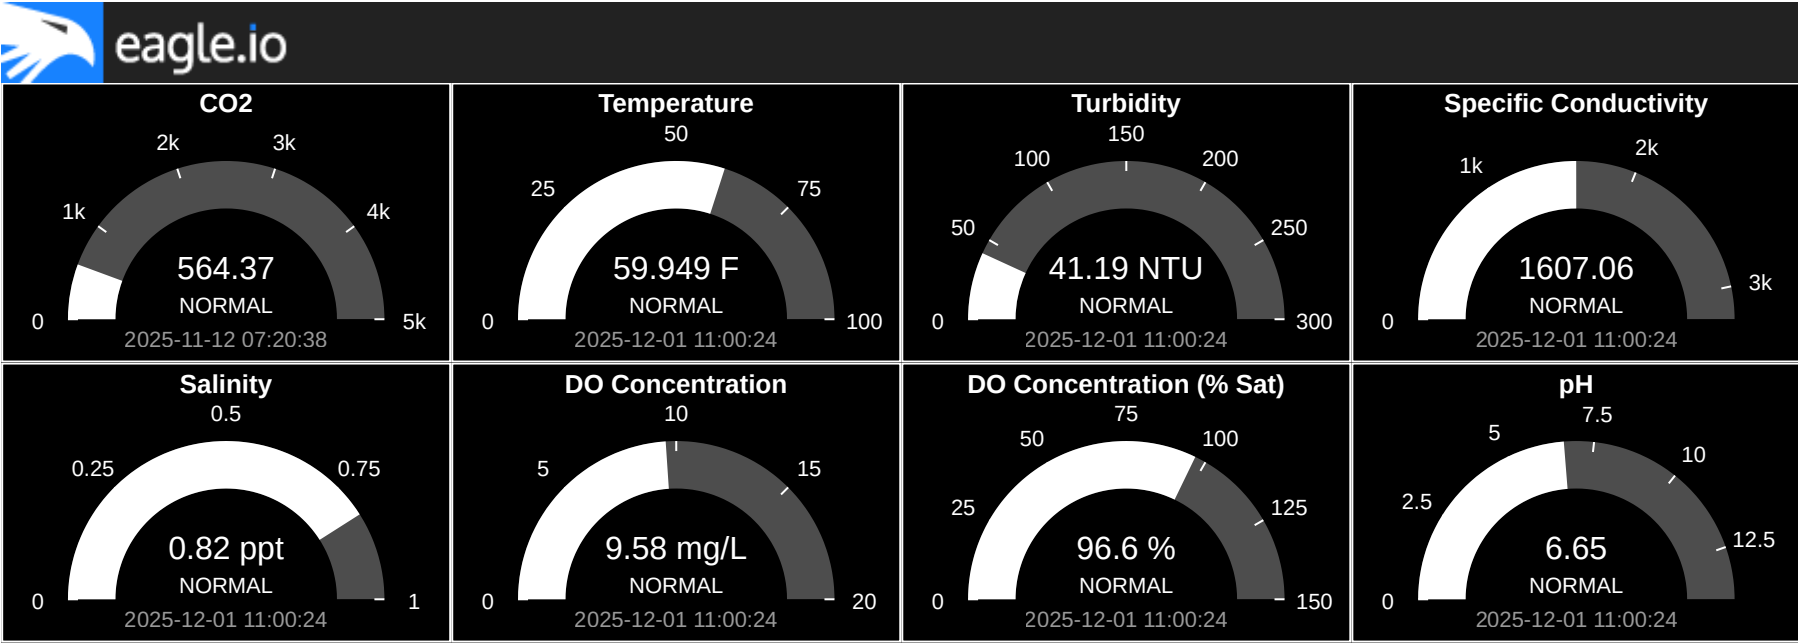 eagle.io
CO2
0
1k
2k
3k
4k
5k
564.37
NORMAL
2025-11-12 07:20:38
Temperature
0
25
50
75
100
59.949 F
NORMAL
2025-12-01 11:00:24
Turbidity
0
50
100
150
200
250
300
41.19 NTU
NORMAL
2025-12-01 11:00:24
Specific Conductivity
0
1k
2k
3k
1607.06
NORMAL
2025-12-01 11:00:24
Salinity
0
0.25
0.5
0.75
1
0.82 ppt
NORMAL
2025-12-01 11:00:24
DO Concentration
0
5
10
15
20
9.58 mg/L
NORMAL
2025-12-01 11:00:24
DO Concentration (% Sat)
0
25
50
75
100
125
150
96.6 %
NORMAL
2025-12-01 11:00:24
pH
0
2.5
5
7.5
10
12.5
6.65
NORMAL
2025-12-01 11:00:24